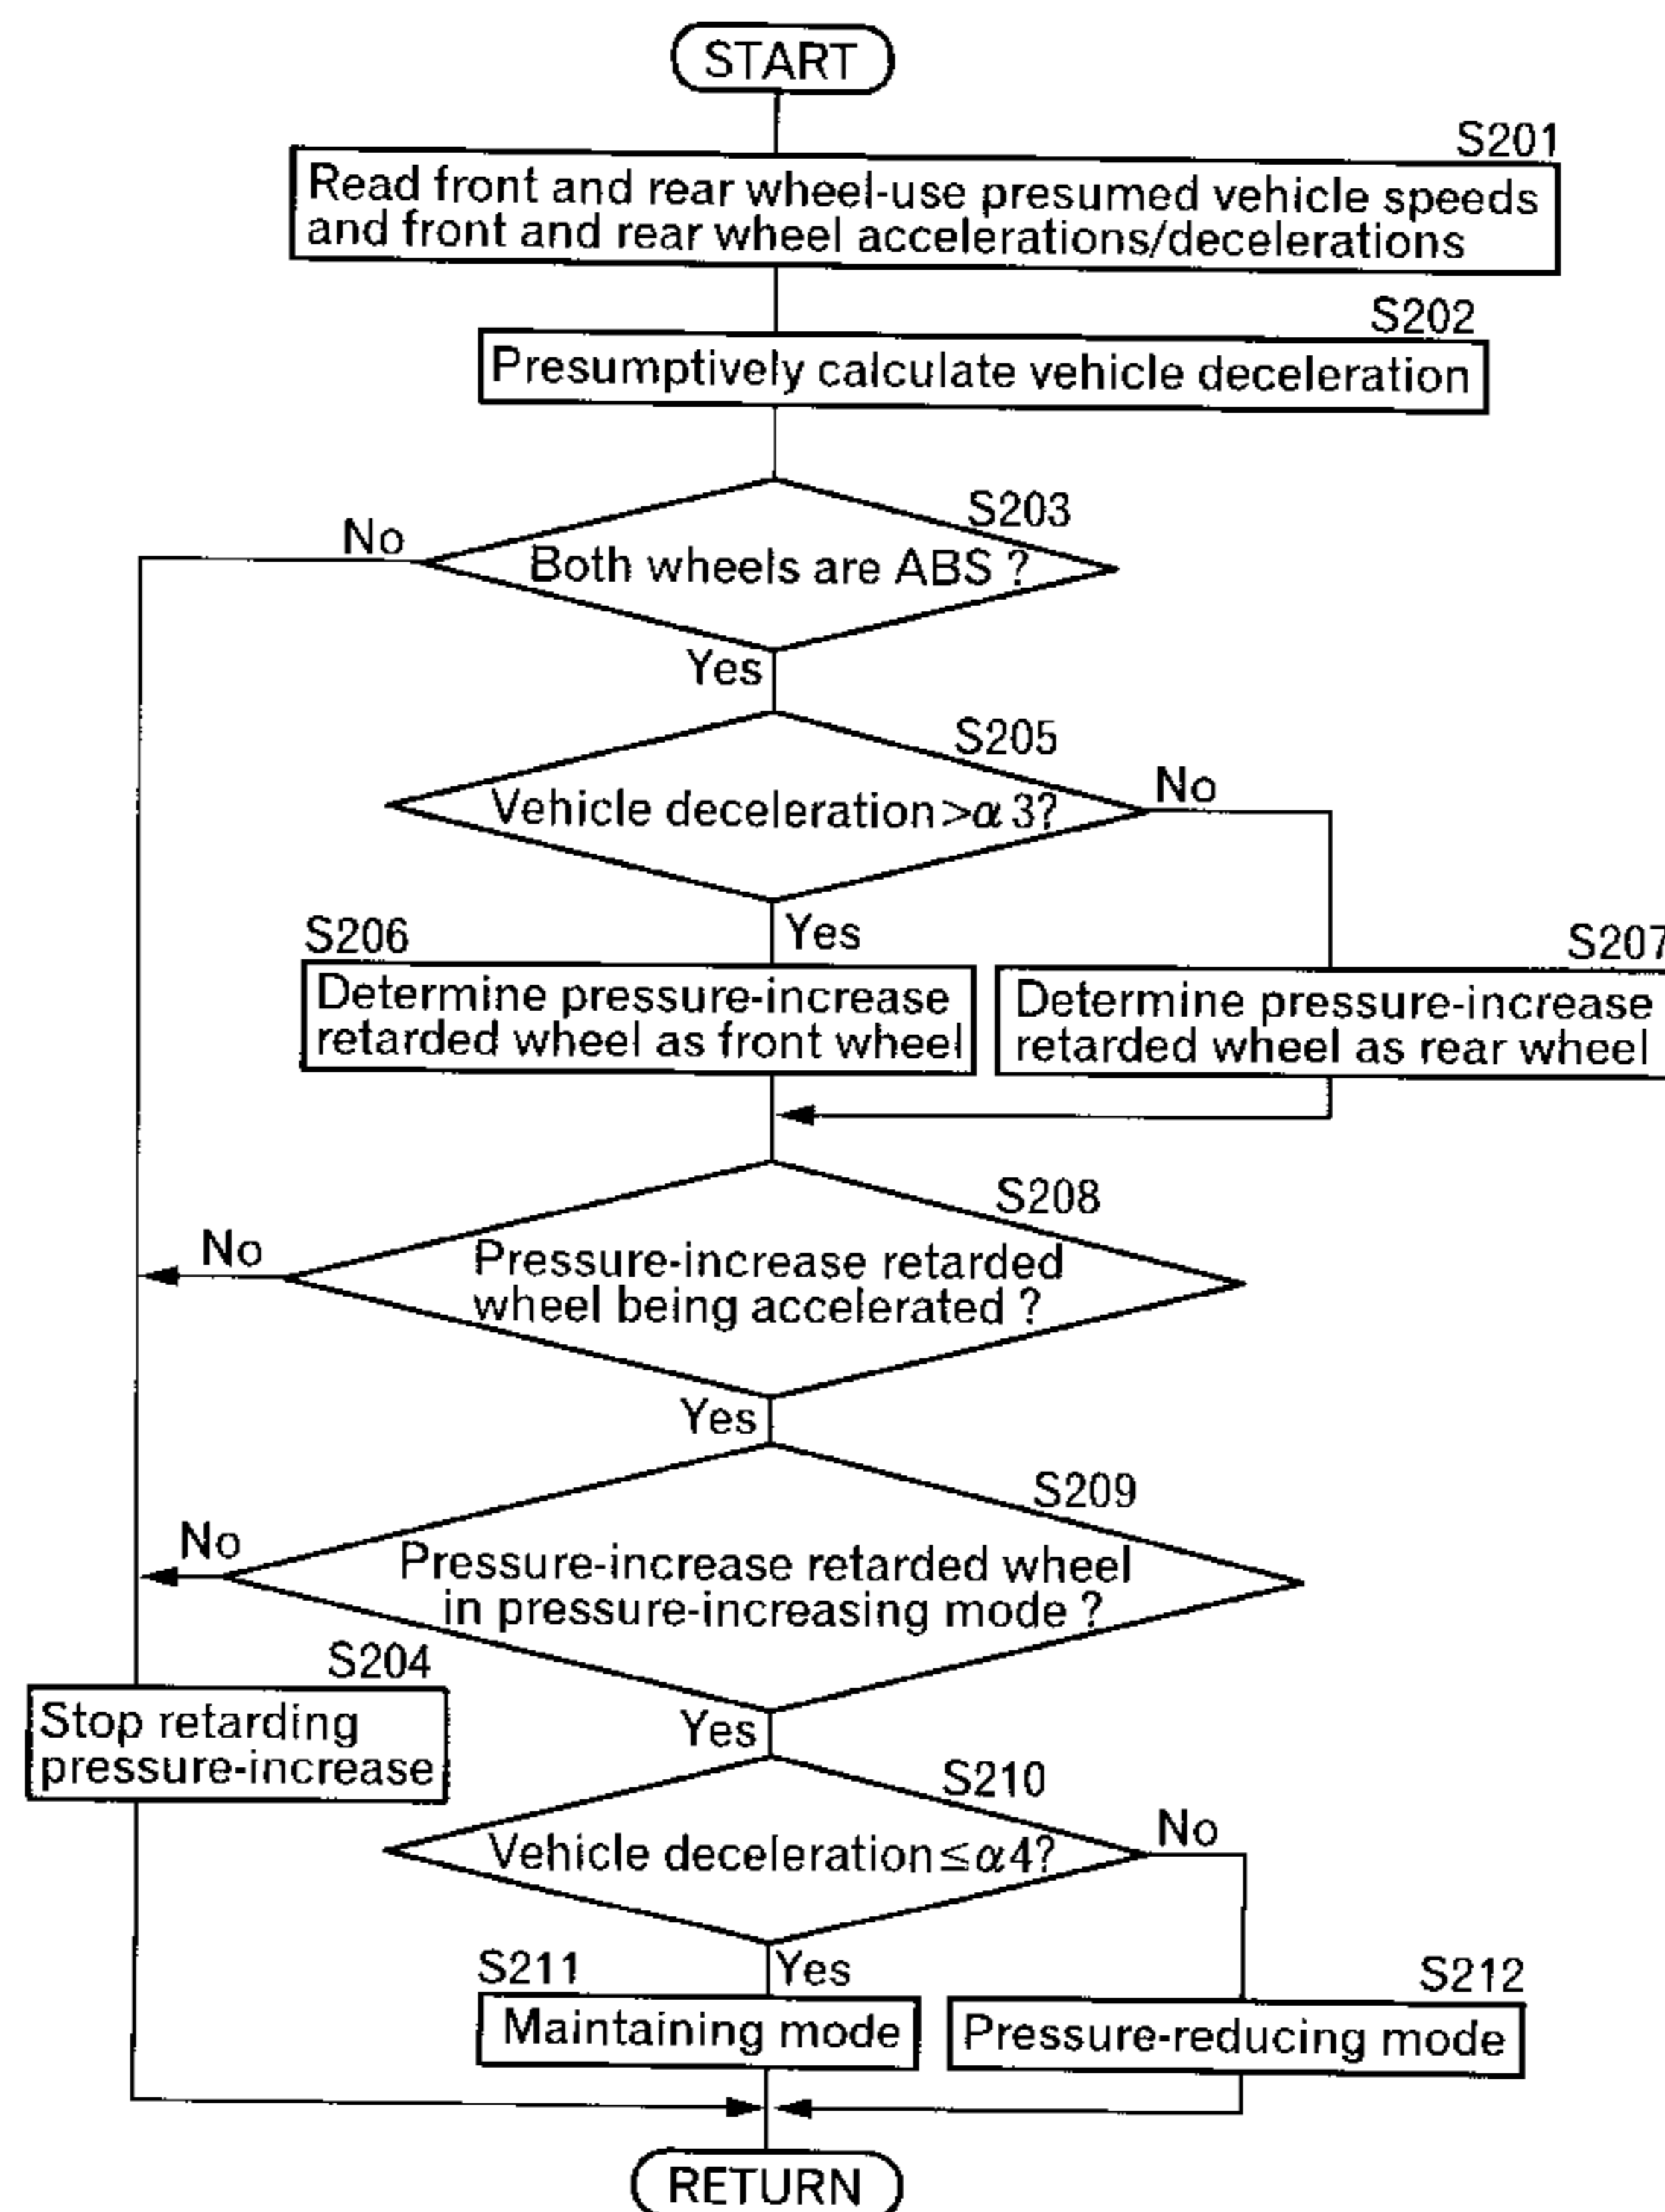 START
S201
Read front and rear wheel-use presumed vehicle speeds
and front and rear wheel accelerations/decelerations
S202
Presumptively calculate vehicle deceleration
S203
No
Both wheels are ABS ?
Yes
S205
Vehicle deceleration>α3?
No
Yes
S206
Determine pressure-increase
retarded wheel as front wheel
S207
Determine pressure-increase
retarded wheel as rear wheel
S208
No
Pressure-increase retarded
wheel being accelerated ?
Yes
S209
No
Pressure-increase retarded wheel
in pressure-increasing mode ?
S204
Stop retarding
pressure-increase
Yes
S210
Vehicle deceleration≤α4?
No
Yes
S211
Maintaining mode
S212
Pressure-reducing mode
RETURN